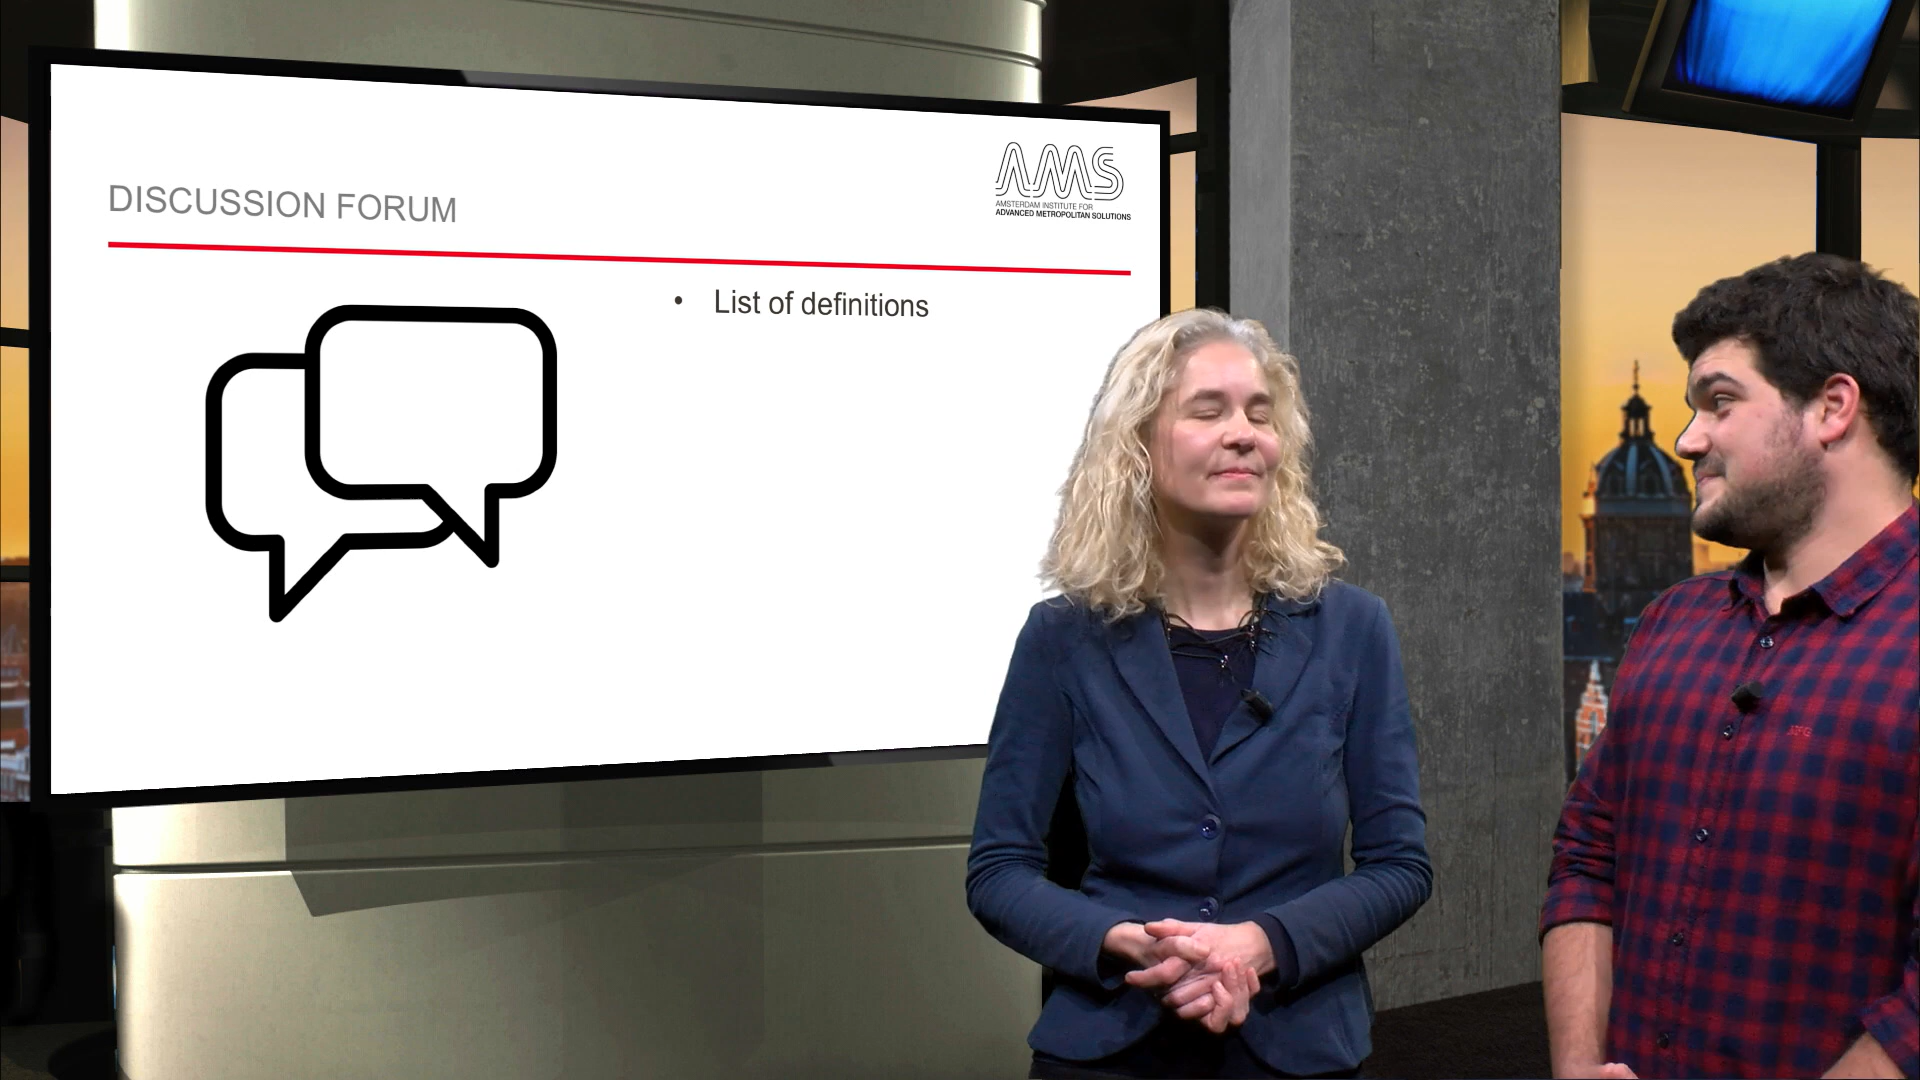 DISCUSSION FORUM
AMS
AMSTERDAM INSTITUTE FOR
ADVANCED METROPOLITAN SOLUTIONS
• List of definitions